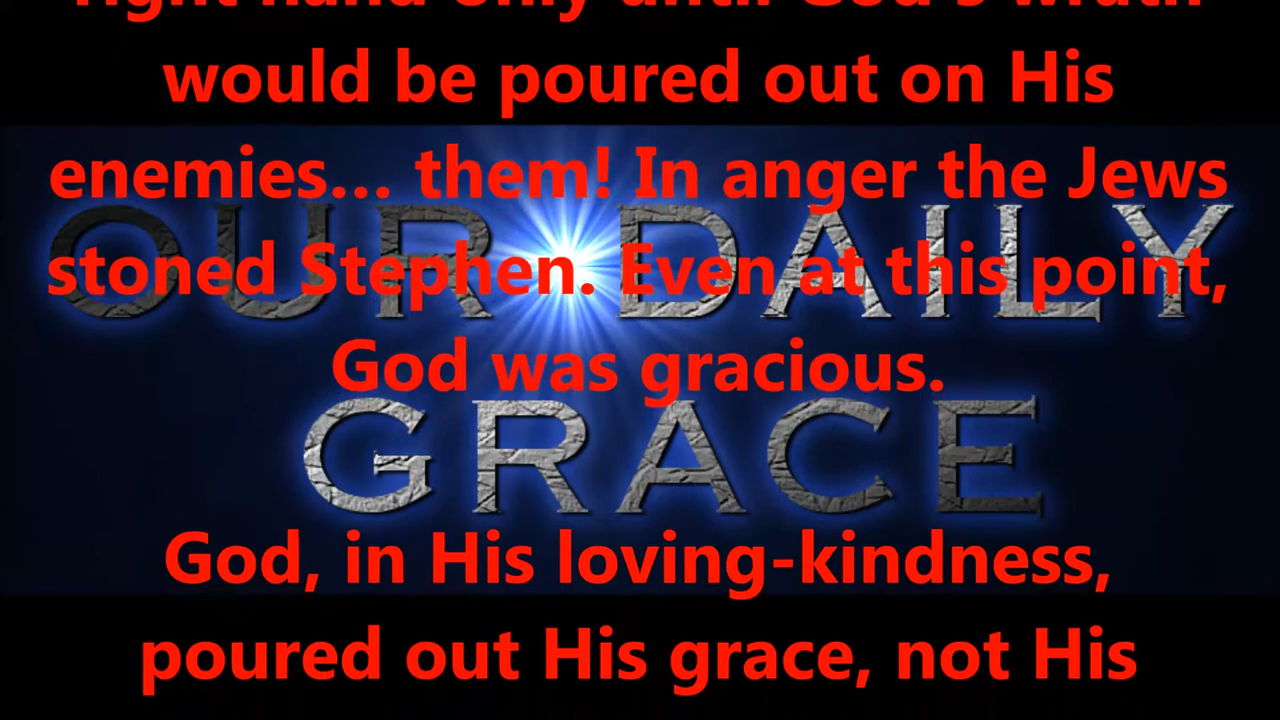 right hand only until God's wrath
would be poured out on His
enemies... them! In anger the Jews
stoned Stephen. Even at this point,
God was gracious.
God, in His loving-kindness,
poured out His grace, not His
OUR DAILY
GRACE